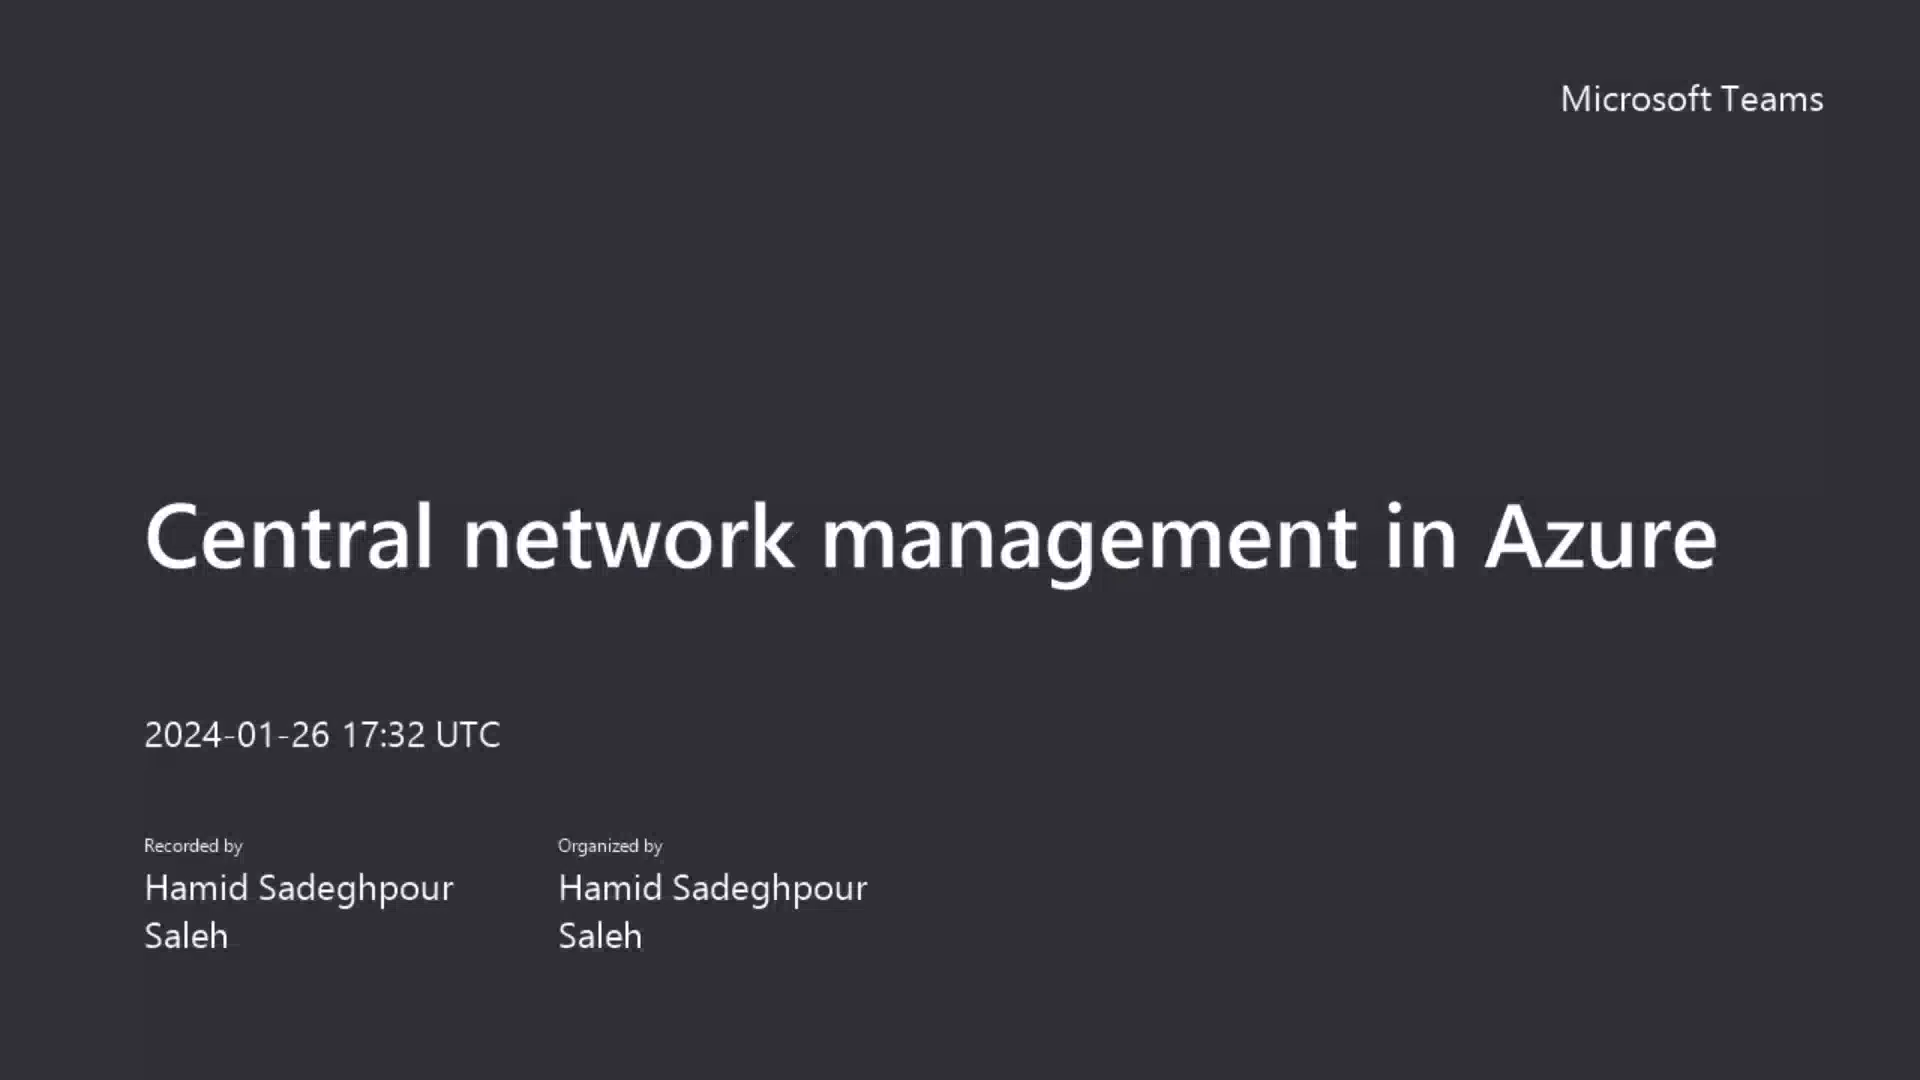 Microsoft Teams
Central network management in Azure
2024-01-26 17:32 UTC
Recorded by
Hamid Sadeghpour
Saleh
Organized by
Hamid Sadeghpour
Saleh